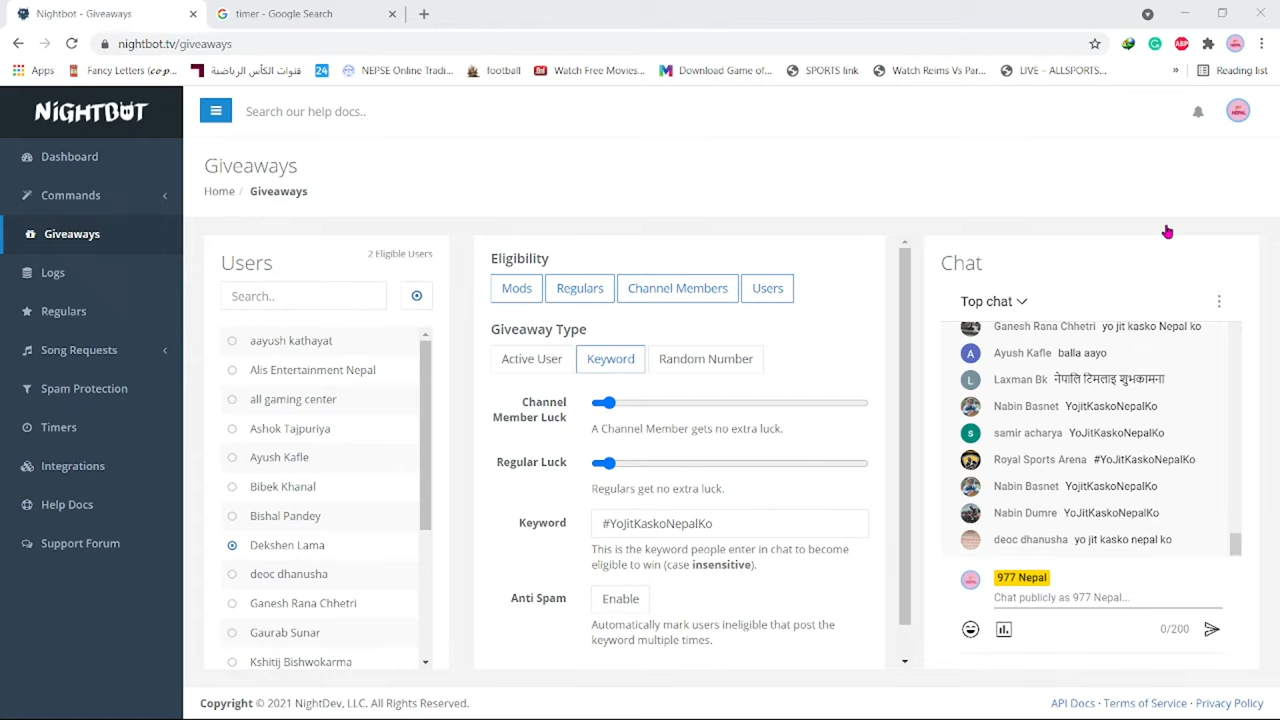 Nightbot - Giveaways
timer - Google Search
nightbot.tv/giveaways
ABP
Apps
Fancy Letters (𝒸𝑜𝓅...
قنوات الكأس الرياضية
24
NEPSE Online Tradi...
football
Watch Free Movies...
Download Game of...
SPORTS link
Watch Reims Vs Par...
LIVE – ALLSPORTS...
»
Reading list
NIGHTBOT
Search our help docs..
Dashboard
Commands
Giveaways
Logs
Regulars
Song Requests
Spam Protection
Timers
Integrations
Help Docs
Support Forum
Giveaways
Home / Giveaways
Users
2 Eligible Users
Search..
aayush kathayat
Alis Entertainment Nepal
all gaming center
Ashok Tajpuriya
Ayush Kafle
Bibek Khanal
Bishal Pandey
Dekshen Lama
deoc dhanusha
Ganesh Rana Chhetri
Gaurab Sunar
Kshitij Bishwokarma
Eligibility
Mods Regulars Channel Members Users
Giveaway Type
Active User Keyword Random Number
Channel
Member Luck
A Channel Member gets no extra luck.
Regular Luck
Regulars get no extra luck.
Keyword
#YoJitKaskoNepalKo
This is the keyword people enter in chat to become
eligible to win (case insensitive).
Anti Spam
Enable
Automatically mark users ineligible that post the
keyword multiple times.
Chat
Top chat
Ganesh Rana Chhetri yo jit kasko Nepal ko
A Ayush Kafle balla aayo
L Laxman Bk नेपालि टिमलाइ शुभकामना
Nabin Basnet YojitKaskoNepalKo
s samir acharya YoJitKaskoNepalKo
Royal Sports Arena #YoJitKaskoNepalKo
Nabin Basnet YojitKaskoNepalKo
Nabin Dumre YoJitKaskoNepalKo
deoc dhanusha yo jit kasko nepal ko
977 Nepal
Chat publicly as 977 Nepal...
0/200
Copyright © 2021 NightDev, LLC. All Rights Reserved.
API Docs · Terms of Service · Privacy Policy